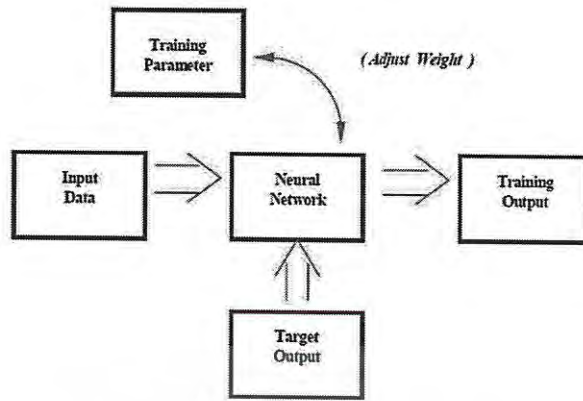 Training
Parameter
( Adjust Weight )
Input
Data
Neural
Network
Training
Output
Target
Output